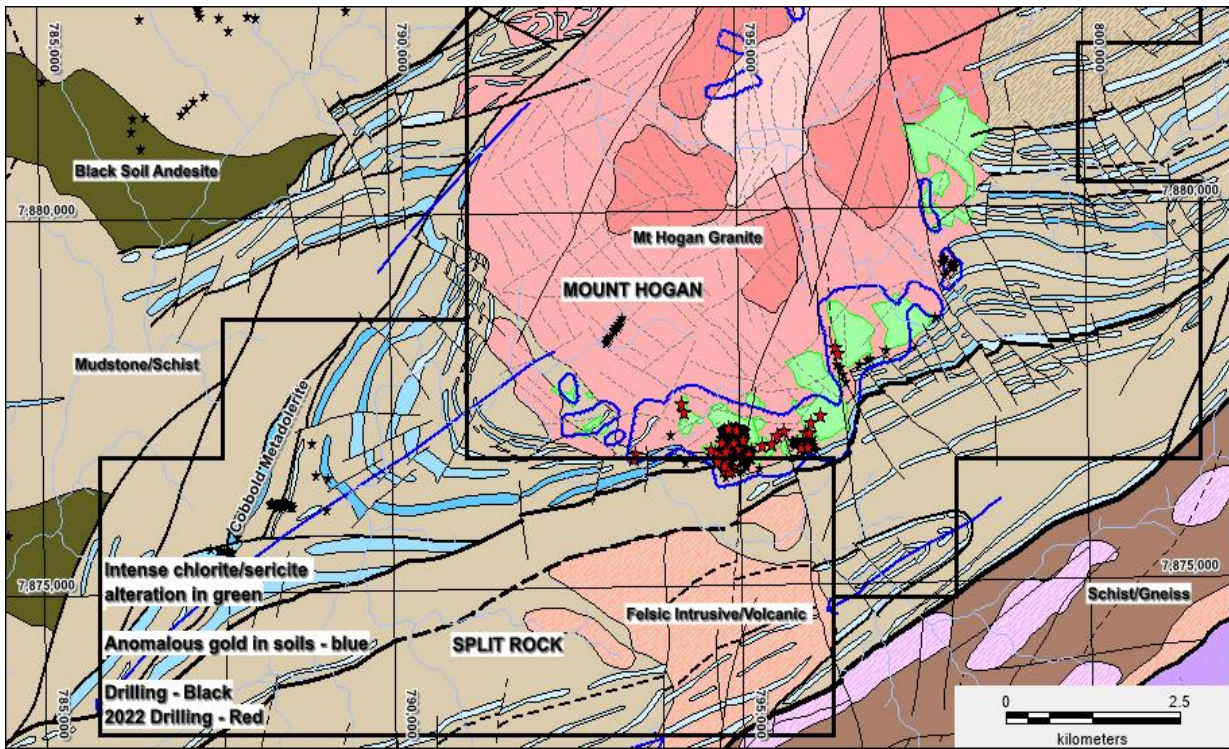 785,000
790,000
795,000
800,000
Black Soil Andesite
7,880,000
7,880,000
Mt Hogan Granite
MOUNT HOGAN
Mudstone/Schist
Cobbold Metadolerite
Intense chlorite/sericite
alteration in green
7,875,000
7,875,000
Schist/Gneiss
Felsic Intrusive/Volcanic
Anomalous gold in soils - blue
SPLIT ROCK
Drilling - Black
2022 Drilling - Red
785,000
790,000
795,000
0 2.5
kilometers